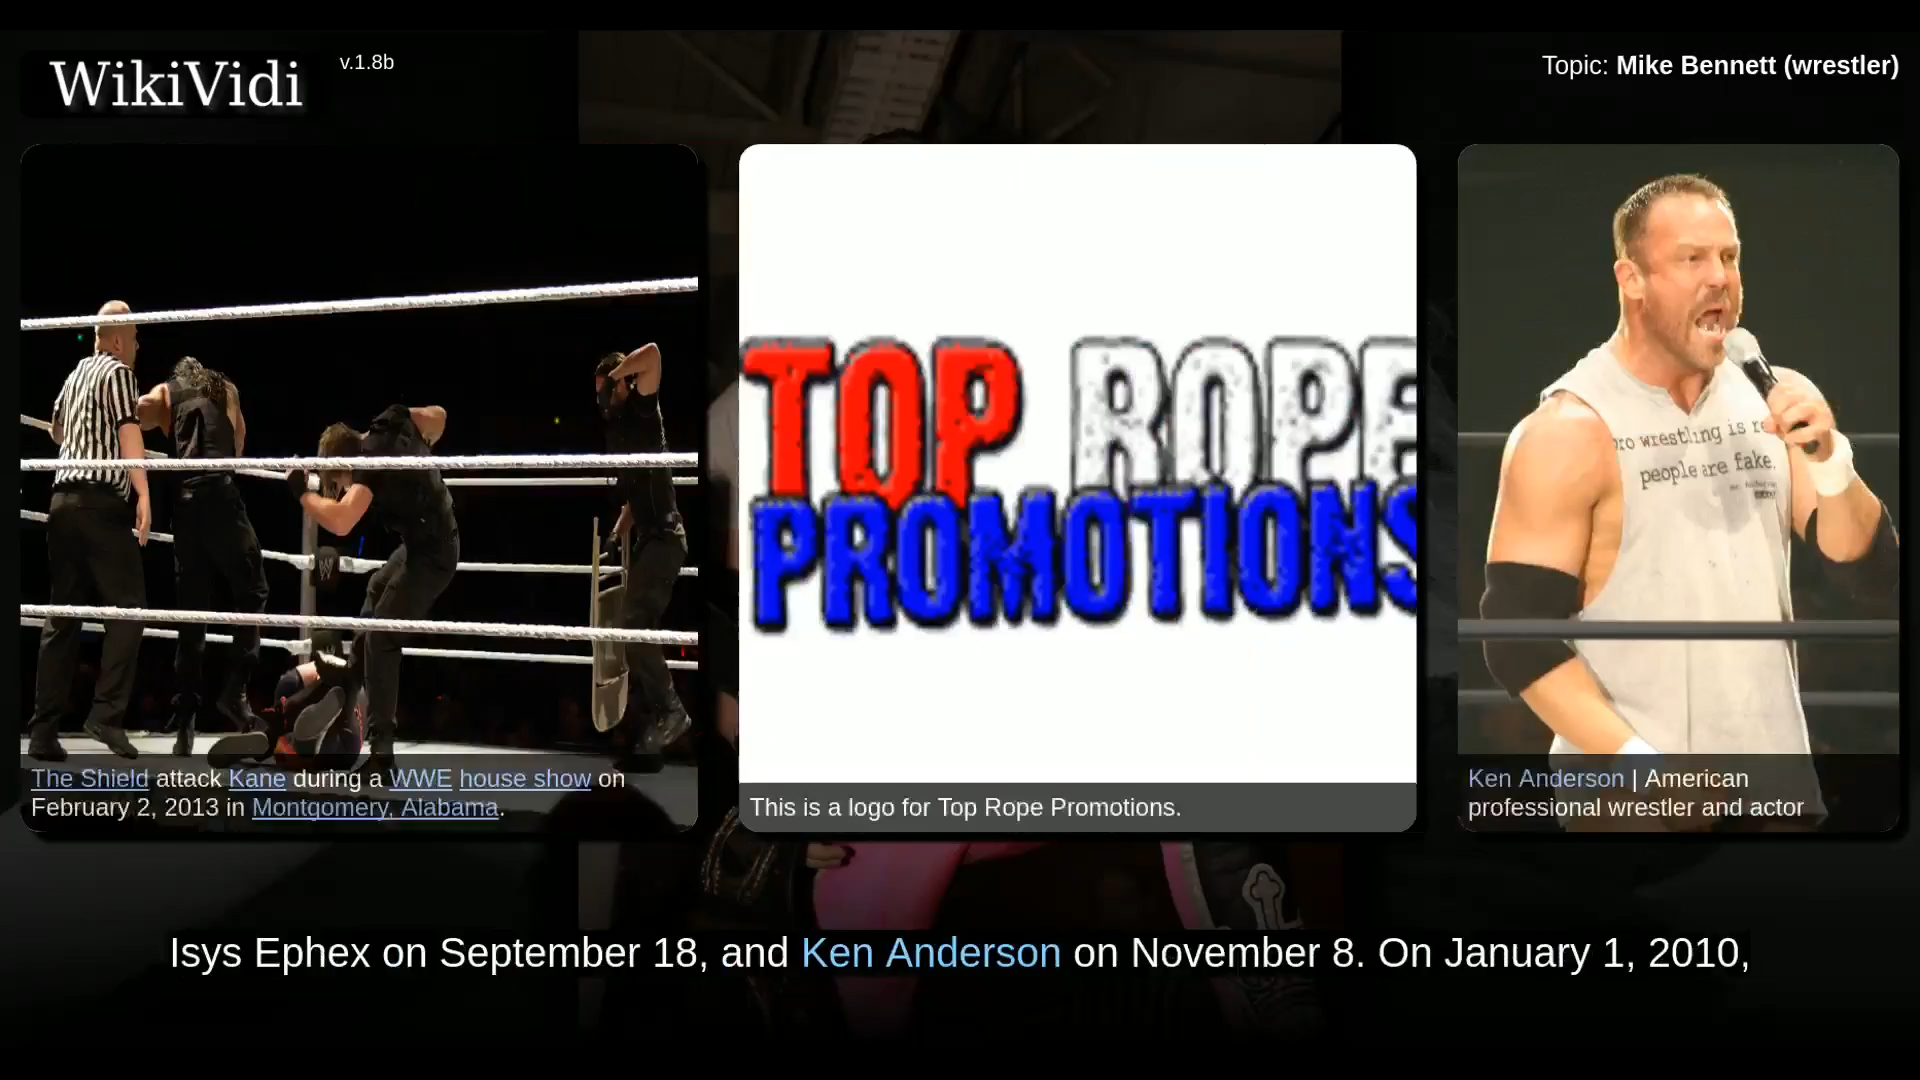 WikiVidi
v.1.8b
Topic: Mike Bennett (wrestler)
The Shield attack Kane during a WWE house show on
February 2, 2013 in Montgomery, Alabama.
TOP ROPE
PROMOTIONS
This is a logo for Top Rope Promotions.
pro wrestling is re
people are fake.
Ken Anderson | American
professional wrestler and actor
Isys Ephex on September 18, and Ken Anderson on November 8. On January 1, 2010,